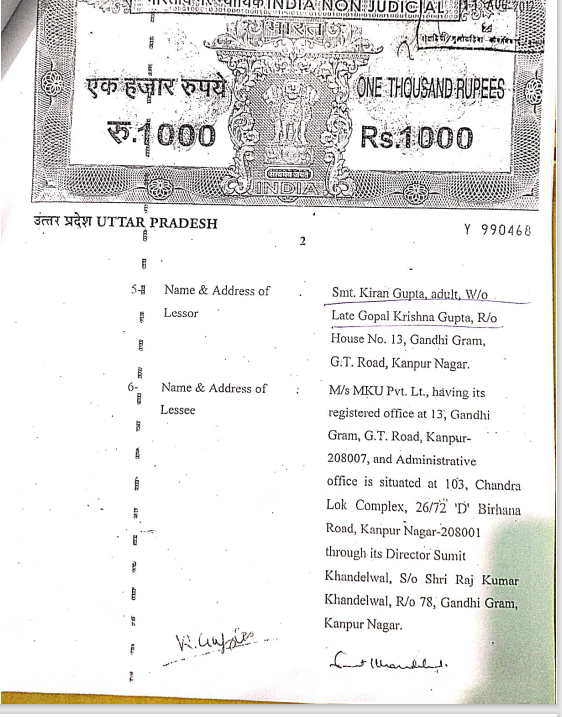 भारतीय गैर न्यायिक INDIA NON JUDICIAL
भारत
एक हज़ार रुपये
ONE THOUSAND RUPEES
रु.1000
Rs.1000
INDIA
उत्तर प्रदेश UTTAR PRADESH
Y 990468
2
5- Name & Address of Lessor : Smt. Kiran Gupta, adult, W/o
Late Gopal Krishna Gupta, R/o
House No. 13, Gandhi Gram,
G.T. Road, Kanpur Nagar.
6- Name & Address of Lessee : M/s MKU Pvt. Lt., having its
registered office at 13, Gandhi
Gram, G.T. Road, Kanpur-
208007, and Administrative
office is situated at 103, Chandra
Lok Complex, 26/72 'D' Birhana
Road, Kanpur Nagar-208001
through its Director Sumit
Khandelwal, S/o Shri Raj Kumar
Khandelwal, R/o 78, Gandhi Gram,
Kanpur Nagar.